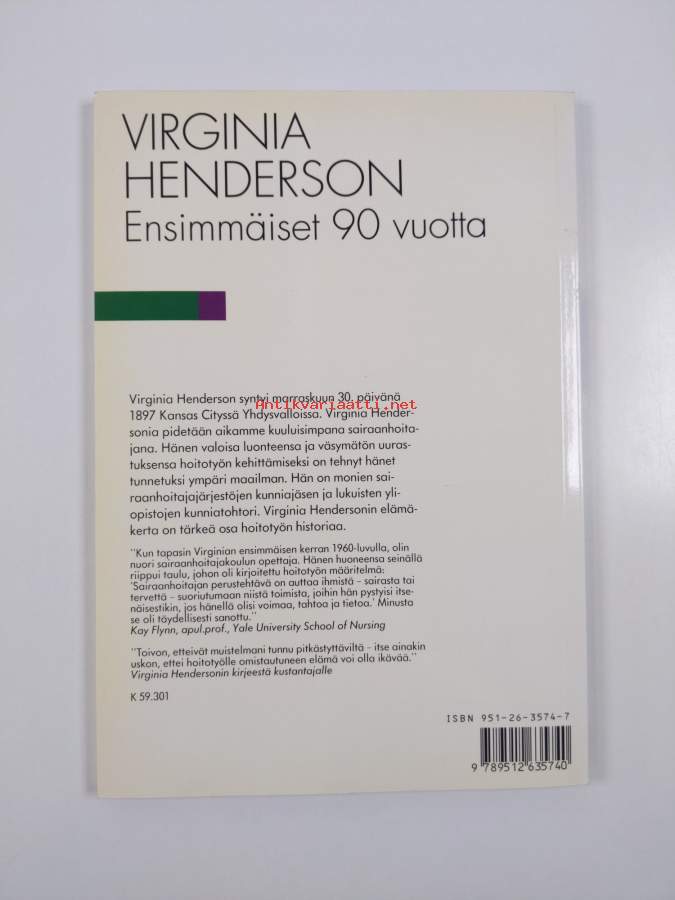 VIRGINIA
HENDERSON
Ensimmäiset 90 vuotta
Virginia Henderson syntyi marraskuun 30. päivänä
Antikvariaatti.net
1897 Kansas Cityssä Yhdysvalloissa. Virginia Hender-
sonia pidetään aikamme kuuluisimpana sairaanhoita-
jana. Hänen valoisa luonteensa ja väsymätön uuras-
tuksensa hoitotyön kehittämiseksi on tehnyt hänet
tunnetuksi ympäri maailman. Hän on monien sai-
raanhoitajajärjestöjen kunniajäsen ja lukuisten yli-
opistojen kunniatohtori. Virginia Hendersonin elämä-
kerta on tärkeä osa hoitotyön historiaa.
"Kun tapasin Virginian ensimmäisen kerran 1960-luvulla, olin
nuori sairaanhoitajakoulun opettaja. Hänen huoneensa seinällä
riippui taulu, johon oli kirjoitettu hoitotyön määritelmä:
'Sairaanhoitajan perustehtävä on auttaa ihmistä - sairasta tai
tervettä - suoriutumaan niistä toimista, joihin hän pystyisi itse-
näisestikin, jos hänellä olisi voimaa, tahtoa ja tietoa.' Minusta
se oli täydellisesti sanottu."
Kay Flynn, apul.prof., Yale University School of Nursing
"Toivon, etteivät muistelmani tunnu pitkästyttäviltä - itse ainakin
uskon, ettei hoitotyölle omistautuneen elämä voi olla ikävää."
Virginia Hendersonin kirjeestä kustantajalle
K 59.301
ISBN 951-26-3574-7
9 789512 635740